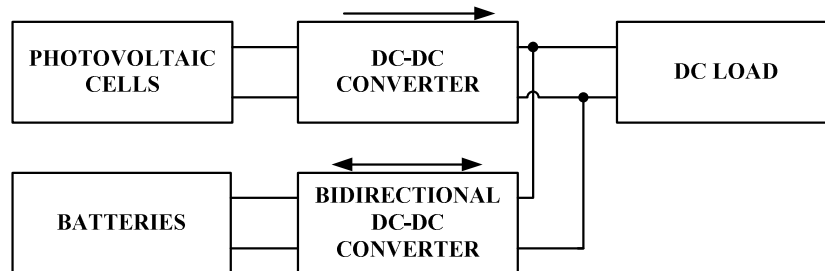 PHOTOVOLTAIC
CELLS
DC-DC
CONVERTER
DC LOAD
BATTERIES
BIDIRECTIONAL
DC-DC
CONVERTER